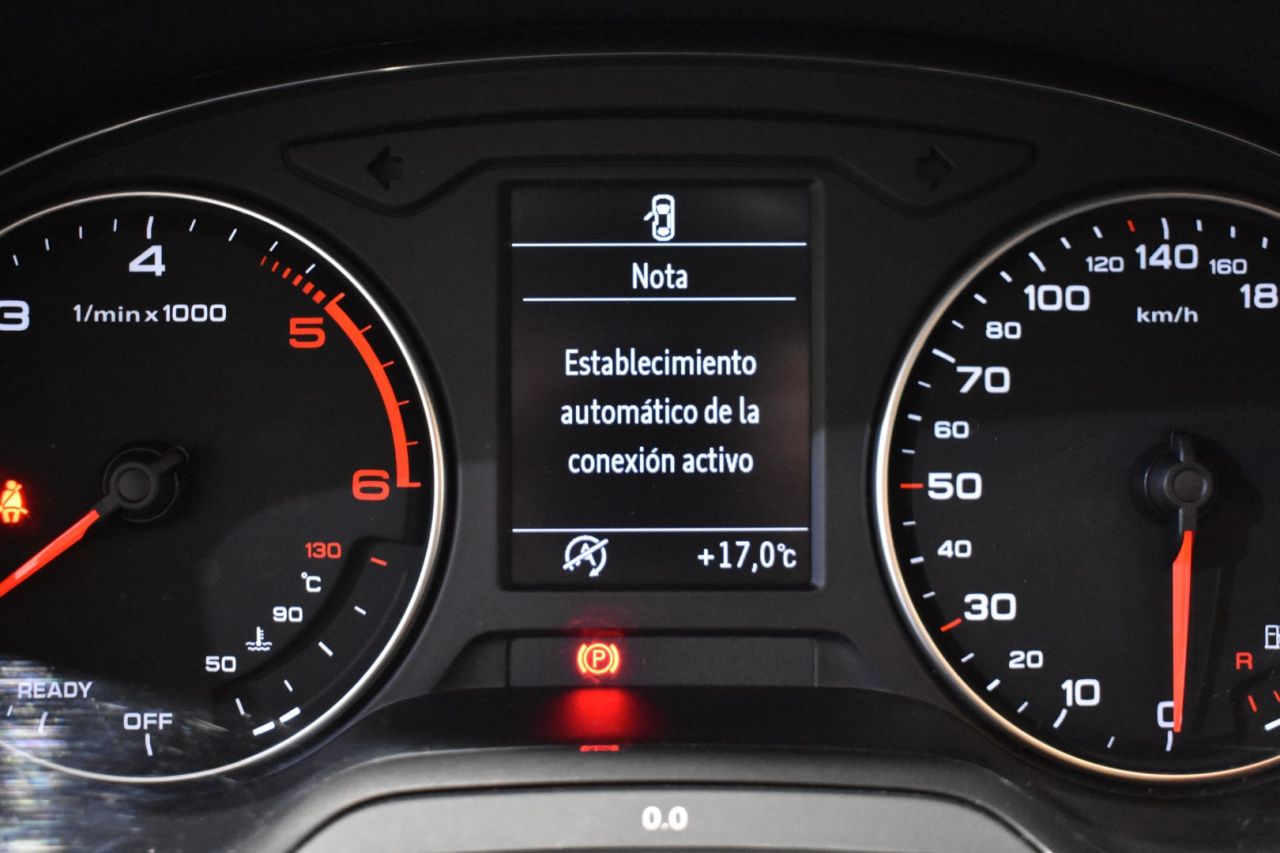 Nota
Establecimiento
automático de la
conexión activo
+17,0°C
3
4
5
6
1/min x 1000
130
°C
90
50
READY
OFF
P
0
10
20
30
40
50
60
70
80
100
120
140
160
18
km/h
R
0.0